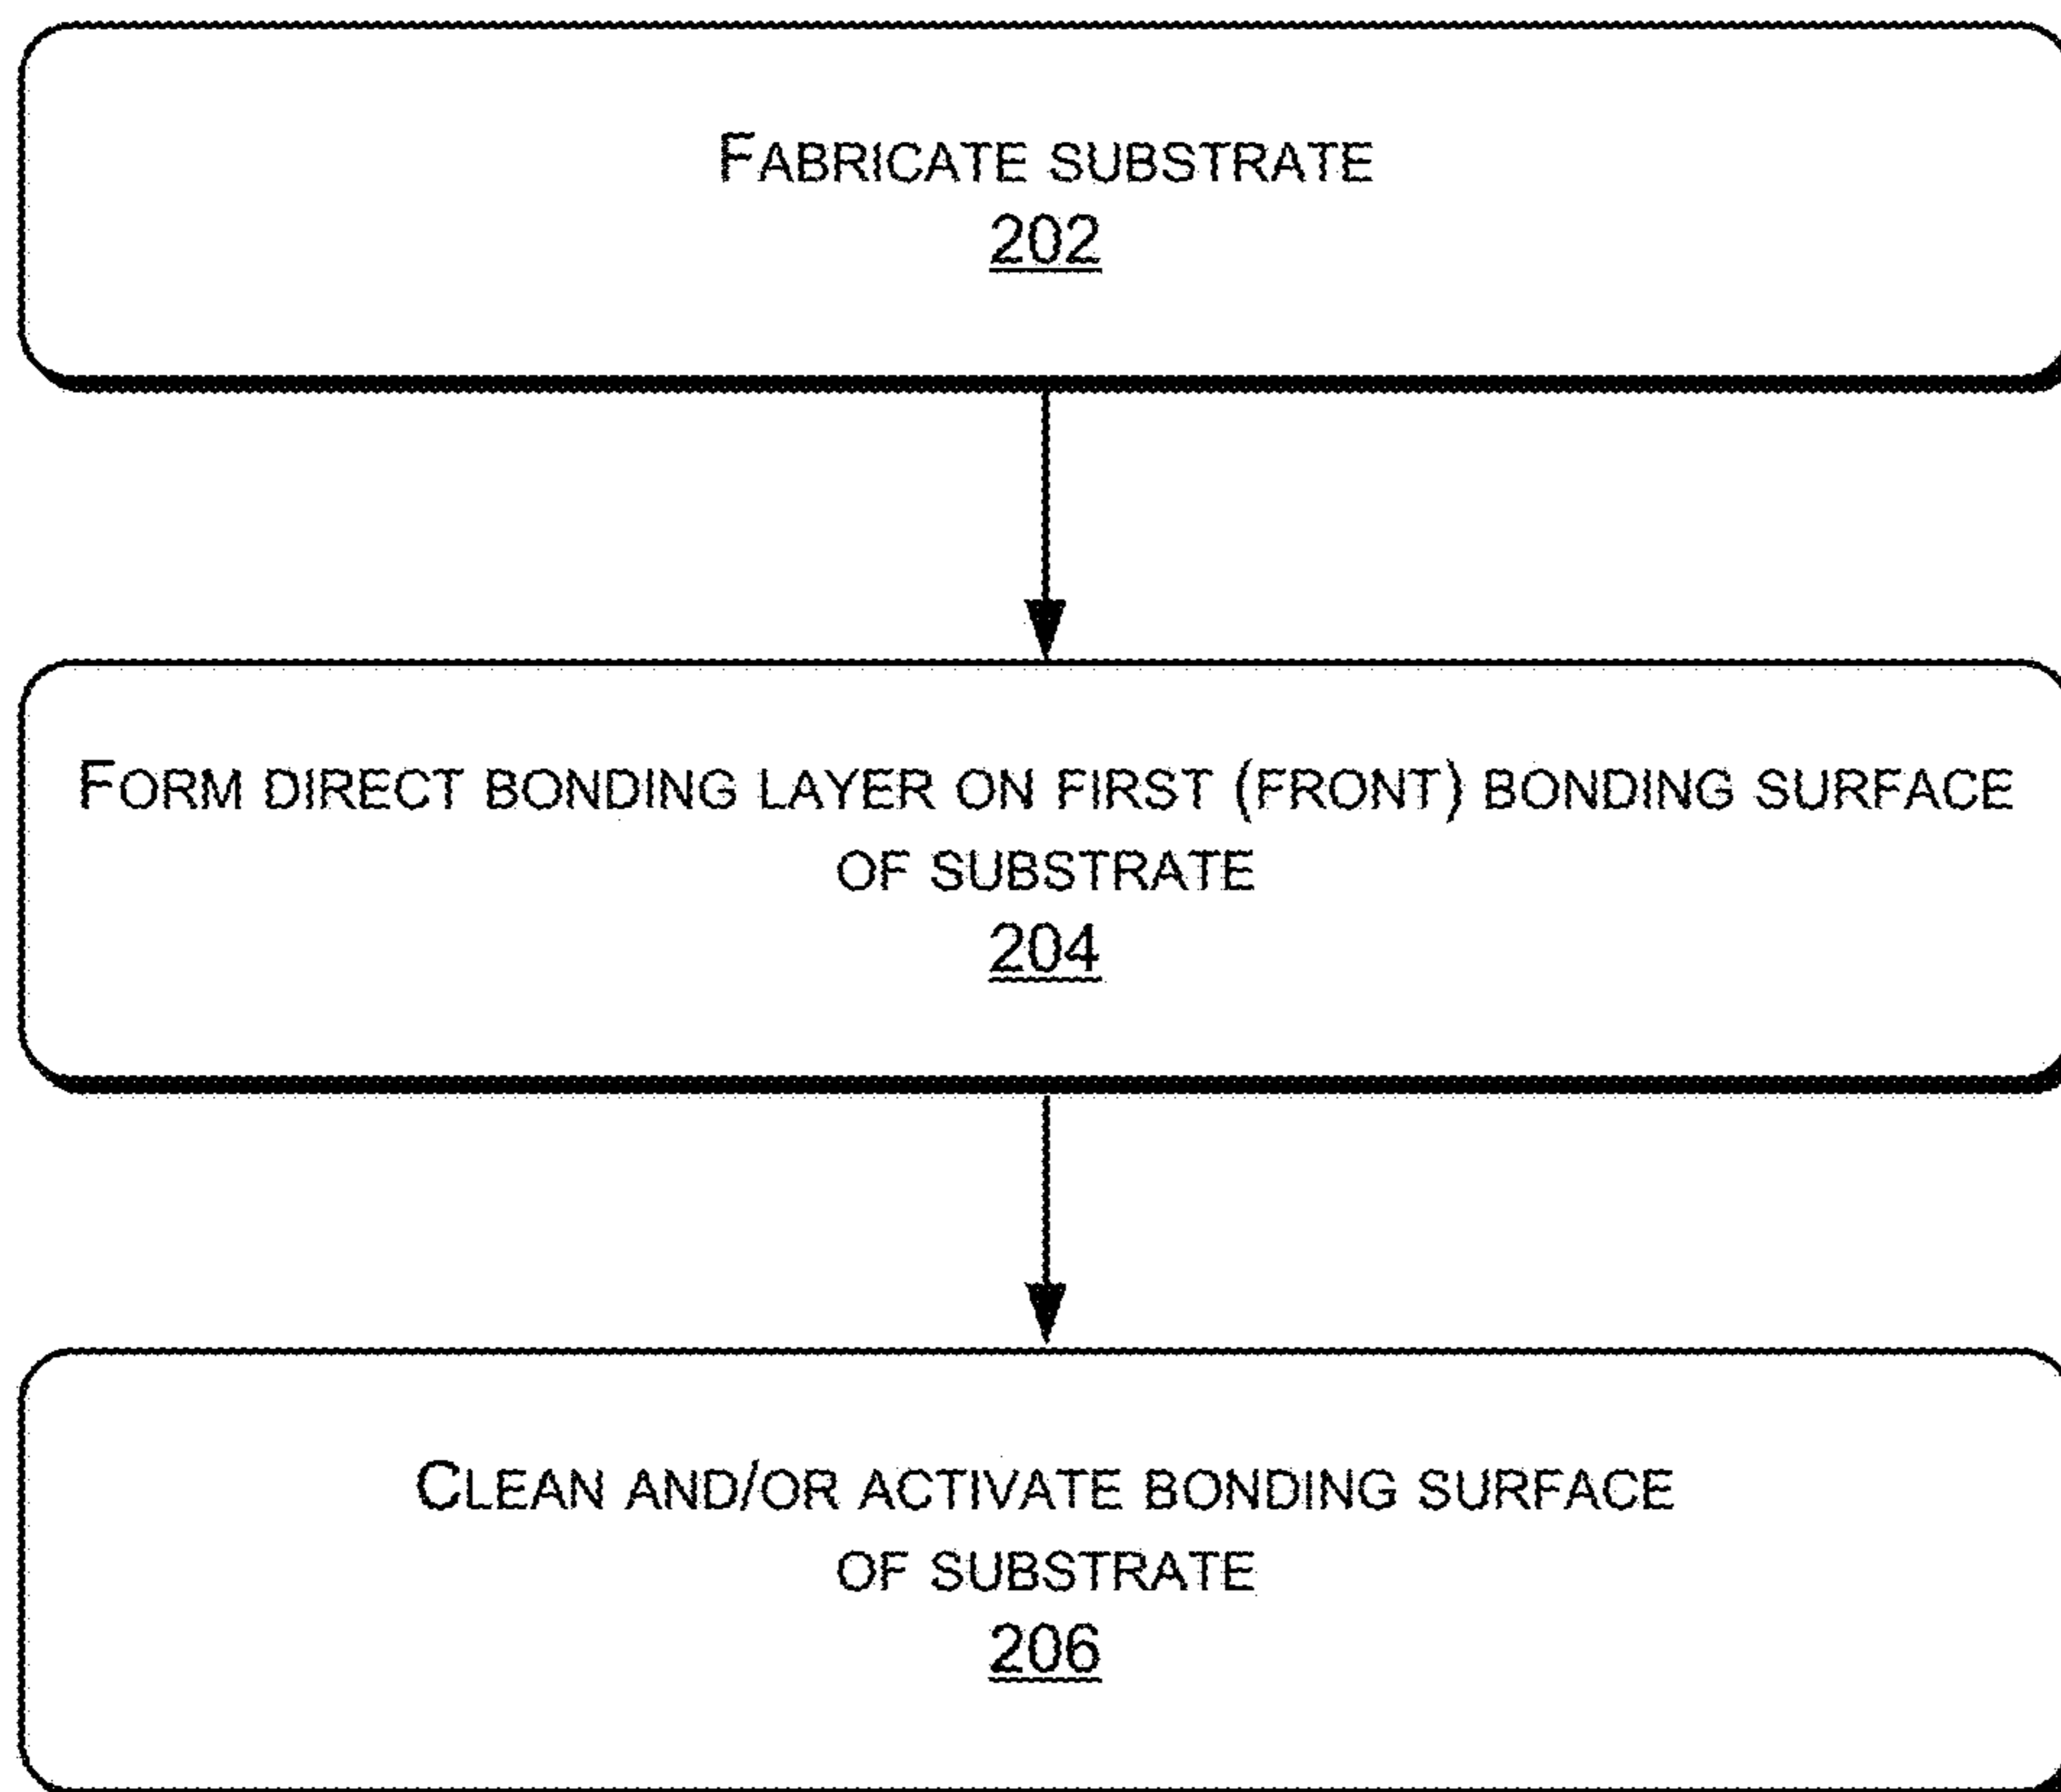 FABRICATE SUBSTRATE
202
FORM DIRECT BONDING LAYER ON FIRST (FRONT) BONDING SURFACE
OF SUBSTRATE
204
CLEAN AND/OR ACTIVATE BONDING SURFACE
OF SUBSTRATE
206